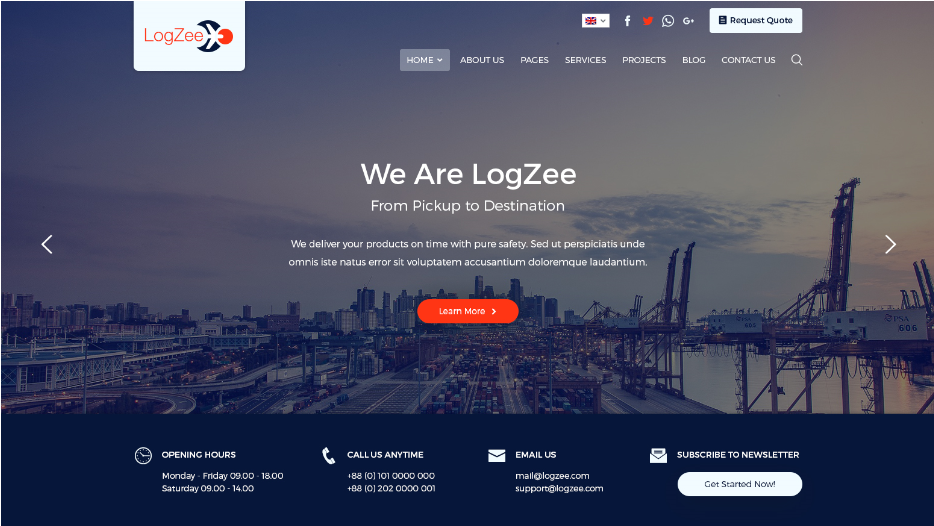 LogZee
Request Quote
HOME
ABOUT US
PAGES
SERVICES
PROJECTS
BLOG
CONTACT US
We Are LogZee
From Pickup to Destination
We deliver your products on time with pure safety. Sed ut perspiciatis unde
omnis iste natus error sit voluptatem accusantium doloremque laudantium.
Learn More
PSA
606
OPENING HOURS
Monday - Friday 09.00 - 18.00
Saturday 09.00 - 14.00
CALL US ANYTIME
+88 (0) 101 0000 000
+88 (0) 202 0000 001
EMAIL US
mail@logzee.com
support@logzee.com
SUBSCRIBE TO NEWSLETTER
Get Started Now!